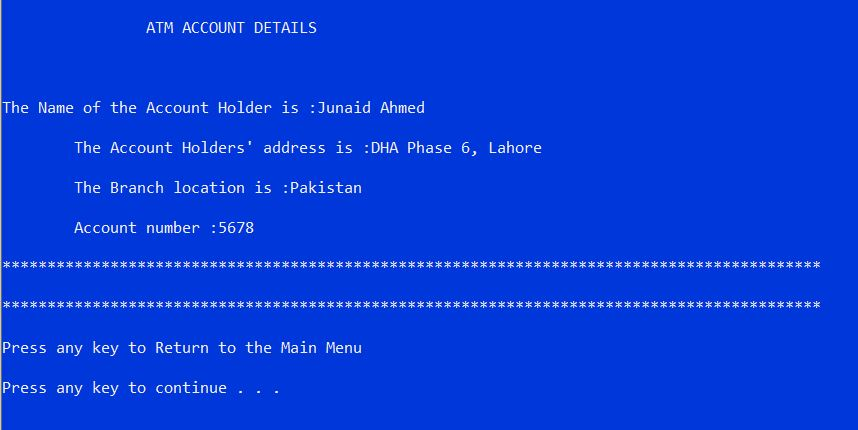 ATM ACCOUNT DETAILS
The Name of the Account Holder is :Junaid Ahmed
The Account Holders' address is :DHA Phase 6, Lahore
The Branch location is :Pakistan
Account number :5678
*******************************************************************************************
*******************************************************************************************
Press any key to Return to the Main Menu
Press any key to continue . . .